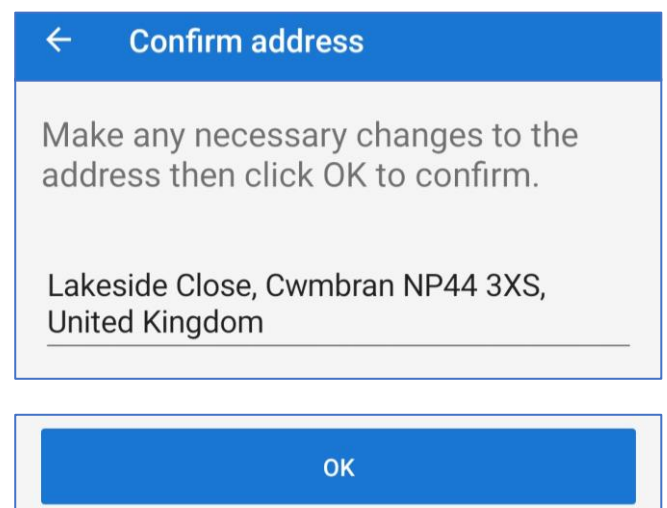 Confirm address
Make any necessary changes to the
address then click OK to confirm.
Lakeside Close, Cwmbran NP44 3XS,
United Kingdom
OK